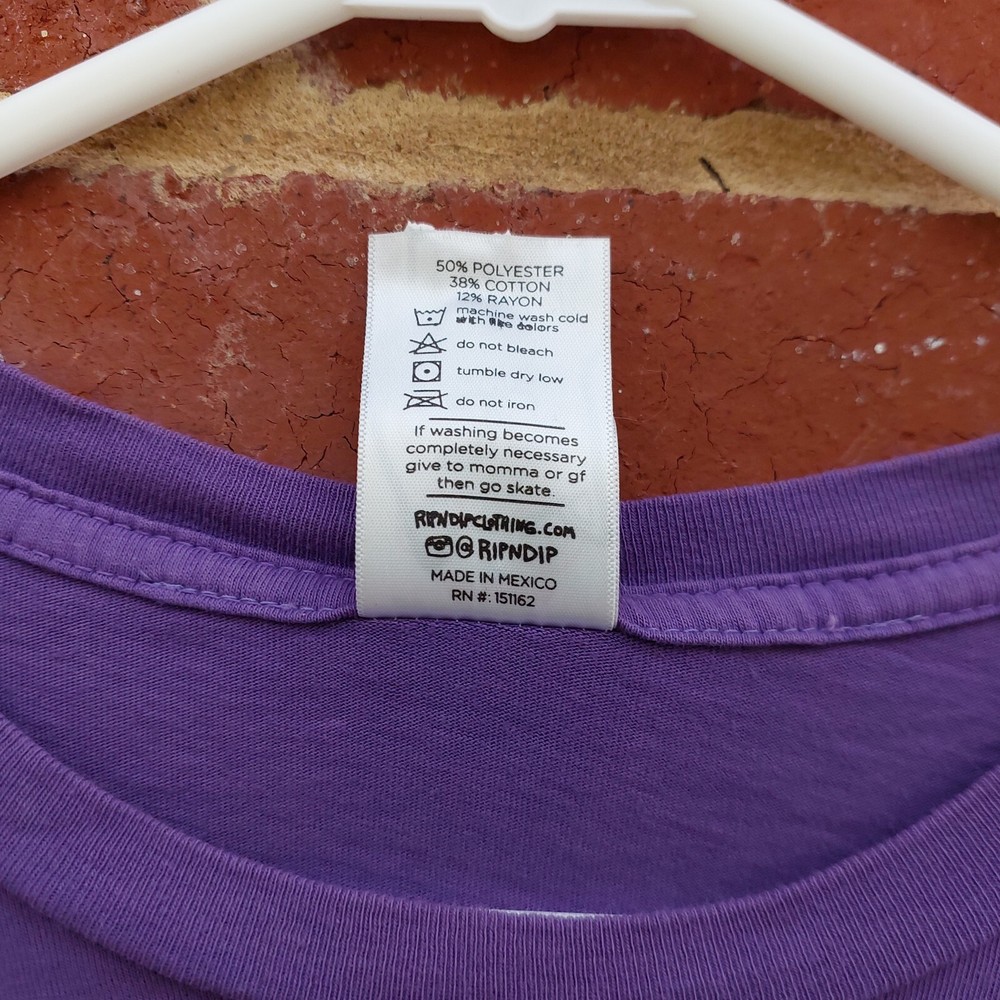 50% POLYESTER
38% COTTON
12% RAYON
machine wash cold
with like colors
do not bleach
tumble dry low
do not iron
If washing becomes
completely necessary
give to momma or gf
then go skate.
RIPNDIPCLOTHING.COM
@RIPNDIP
MADE IN MEXICO
RN #: 151162